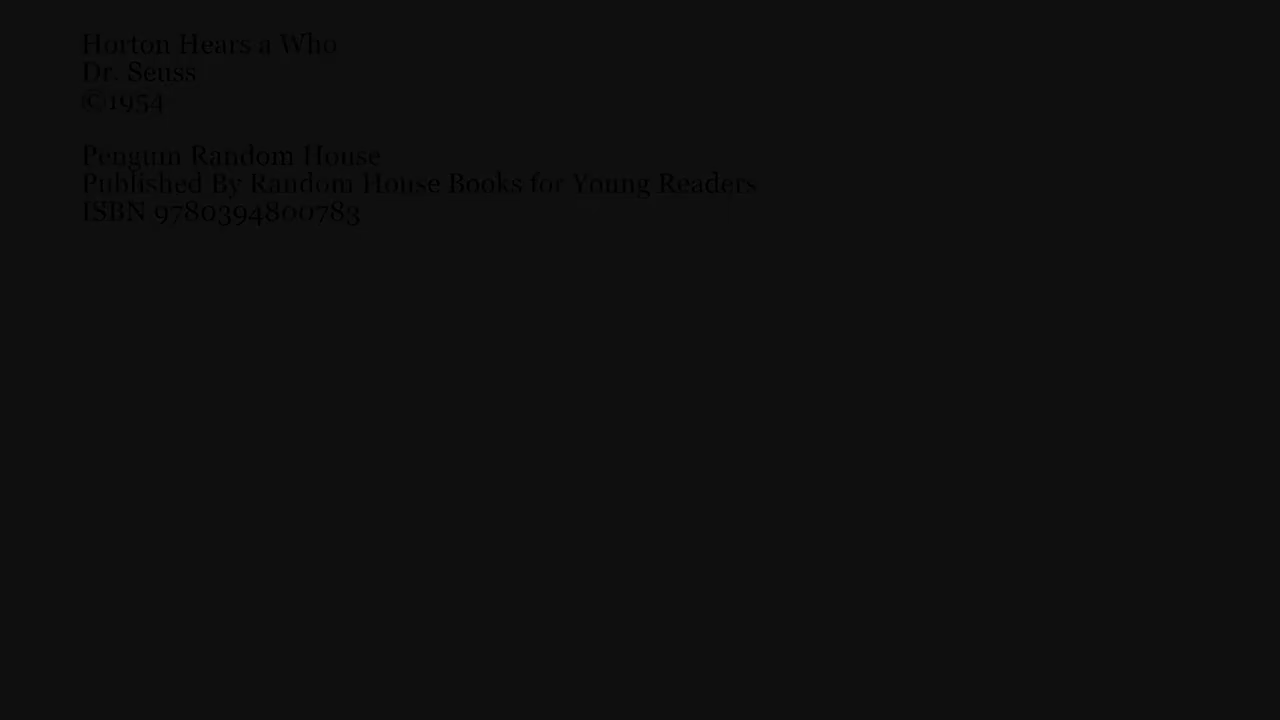 Horton Hears a Who
Dr. Seuss
©1954
Penguin Random House
Published By Random House Books for Young Readers
ISBN 9780394800783